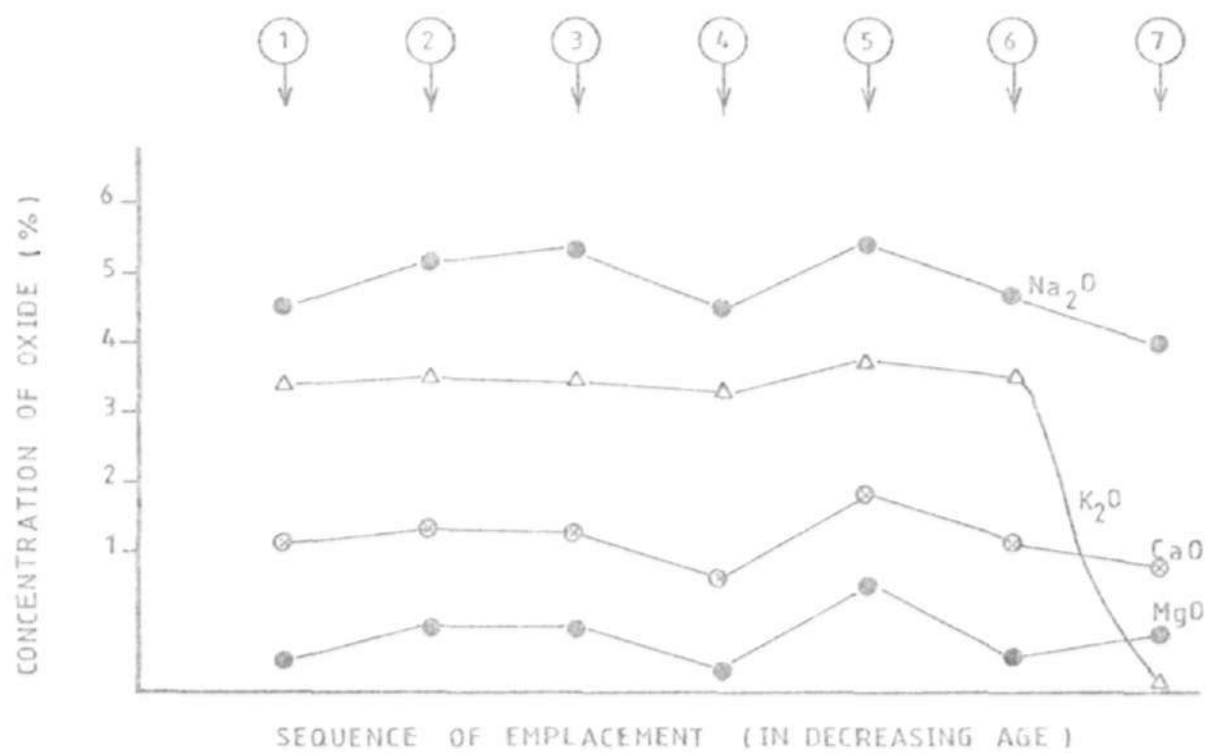 1 2 3 4 5 6 7
CONCENTRATION OF OXIDE (%)
6
5
4
3
2
1
Na2O
K2O
CaO
MgO
SEQUENCE OF EMPLACEMENT (IN DECREASING AGE)